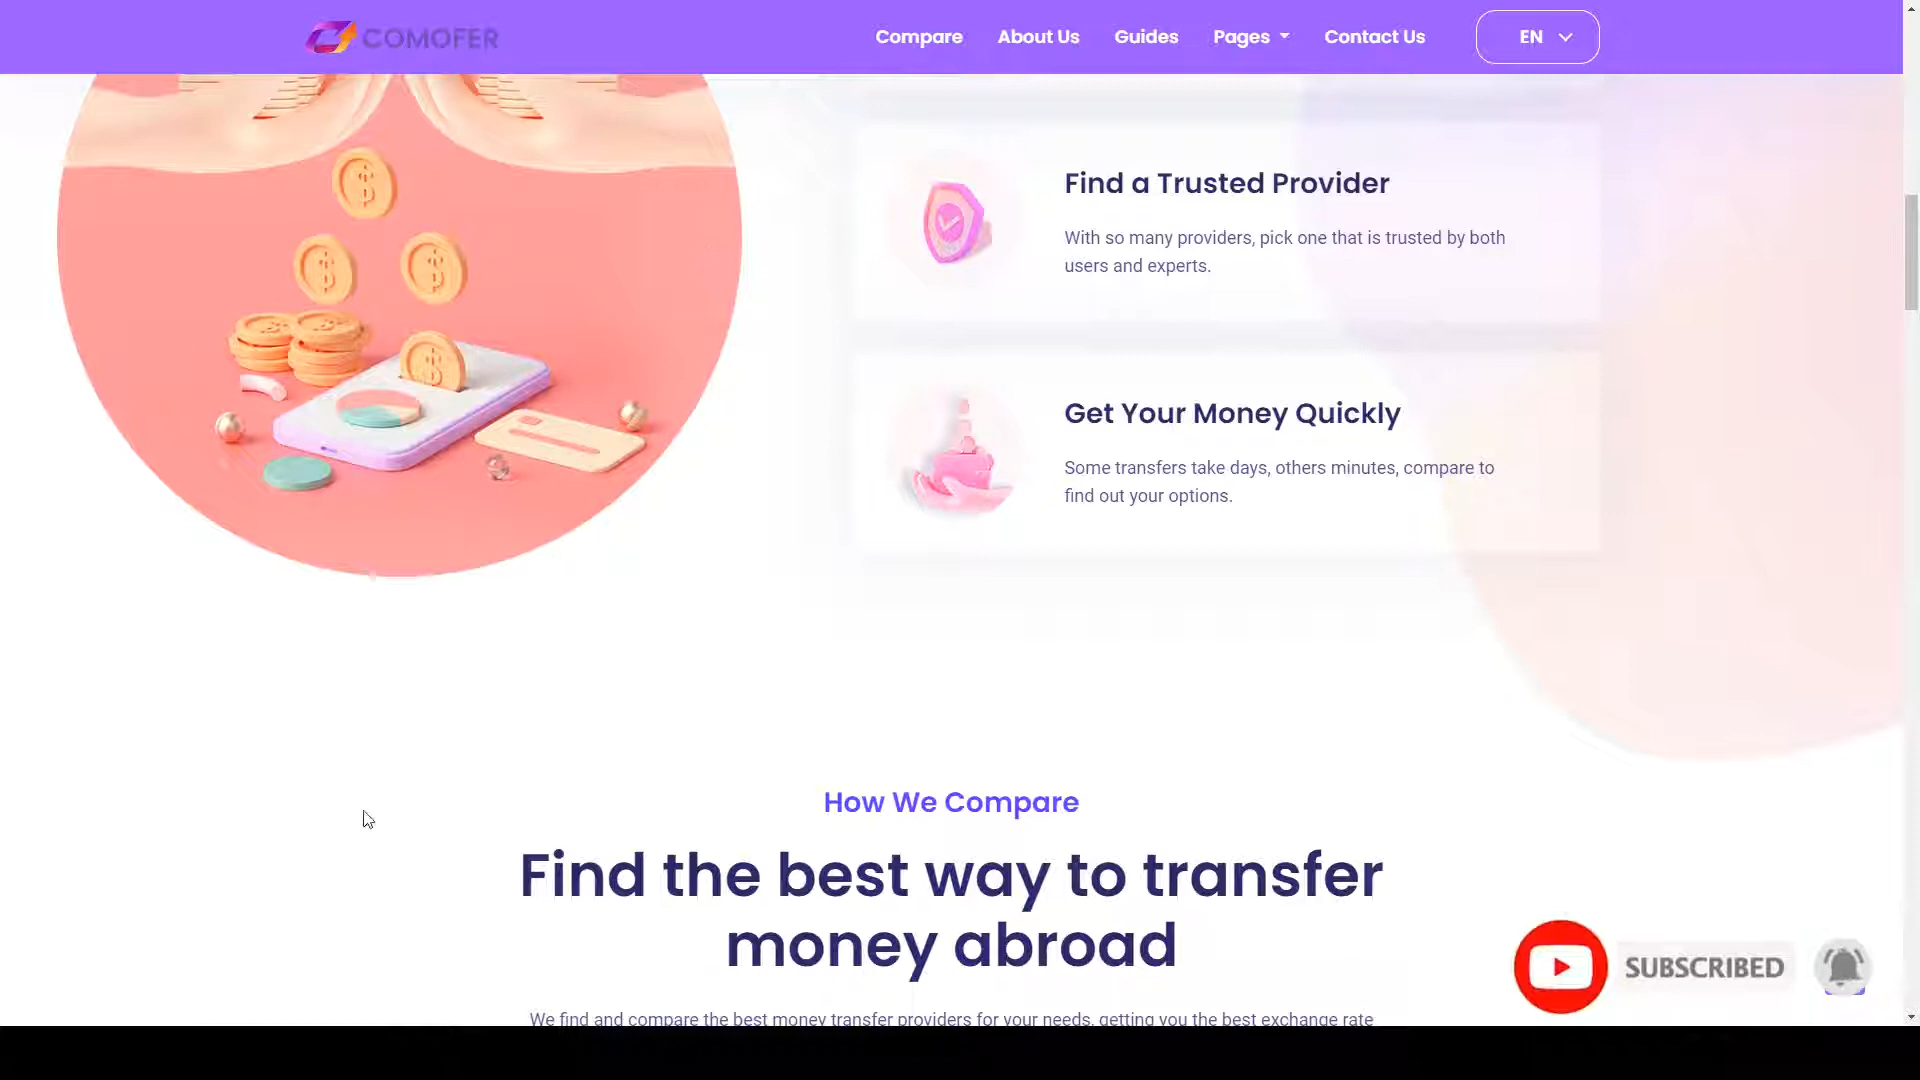 COMOFER
Compare
About Us
Guides
Pages
Contact Us
EN
Find a Trusted Provider
With so many providers, pick one that is trusted by both
users and experts.
Get Your Money Quickly
Some transfers take days, others minutes, compare to
find out your options.
How We Compare
Find the best way to transfer
money abroad
We find and compare the best money transfer providers for your needs, getting you the best exchange rate
SUBSCRIBED